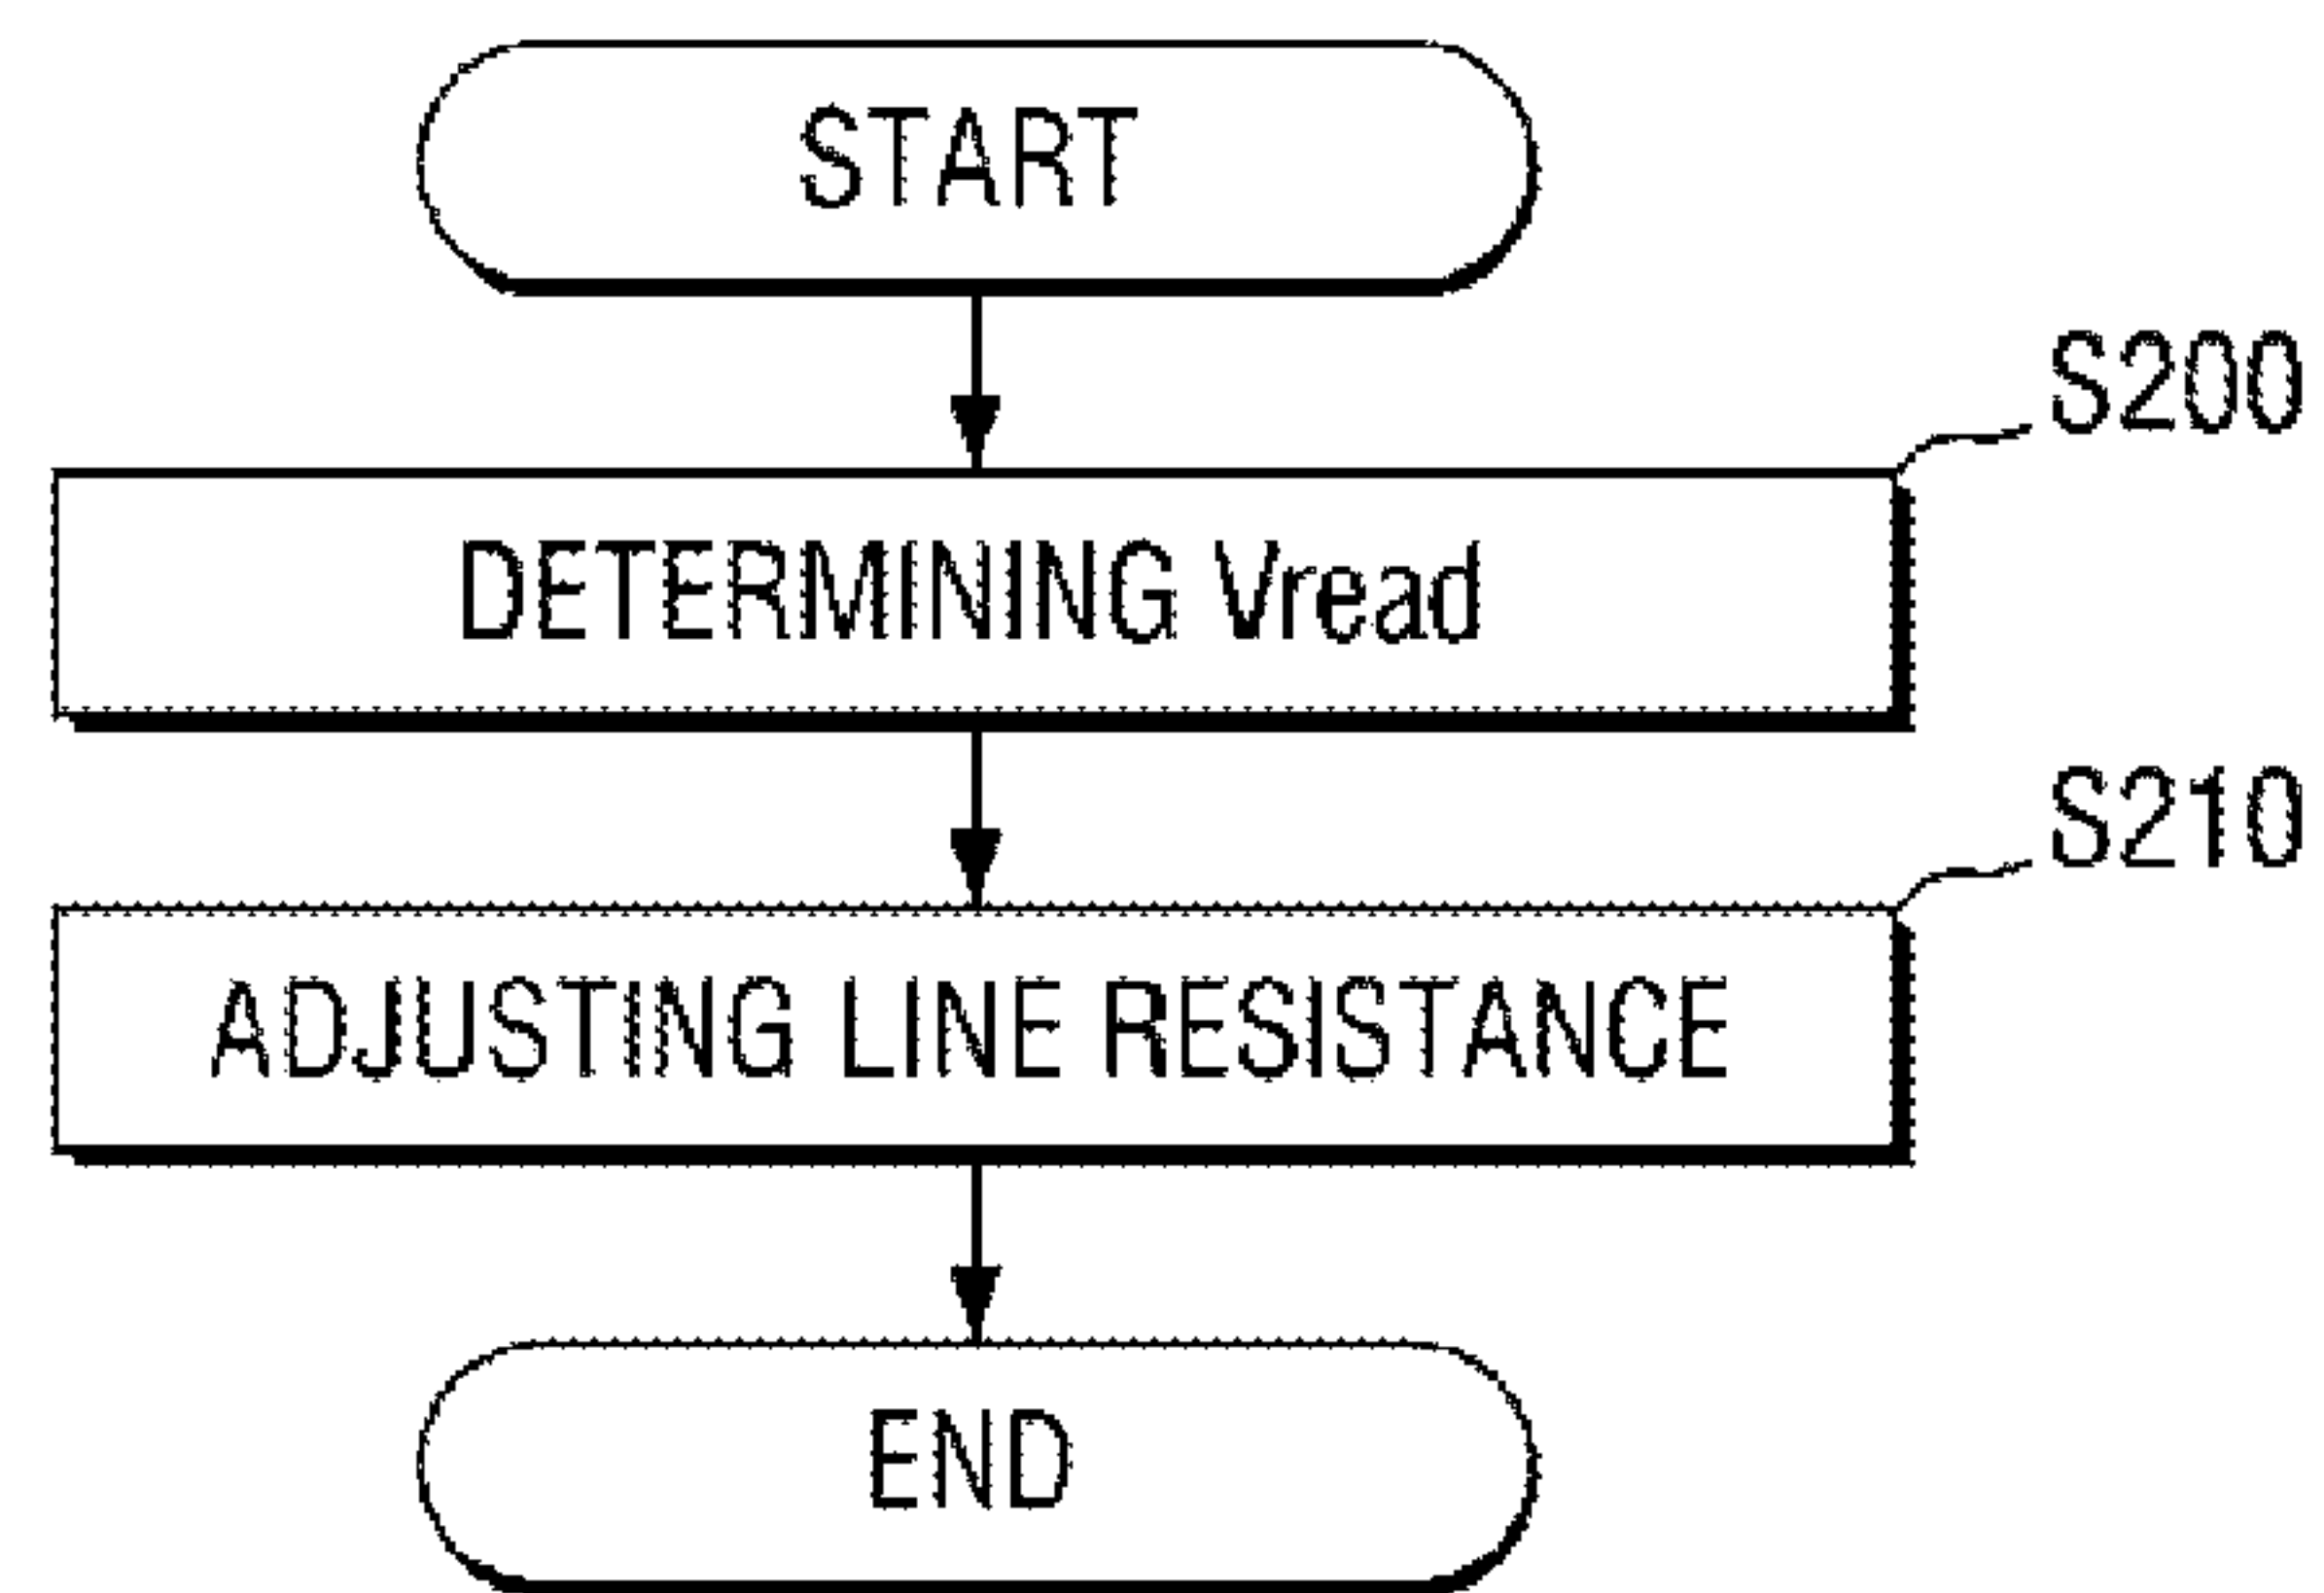 START
S200
DETERMINING Vread
S210
ADJUSTING LINE RESISTANCE
END